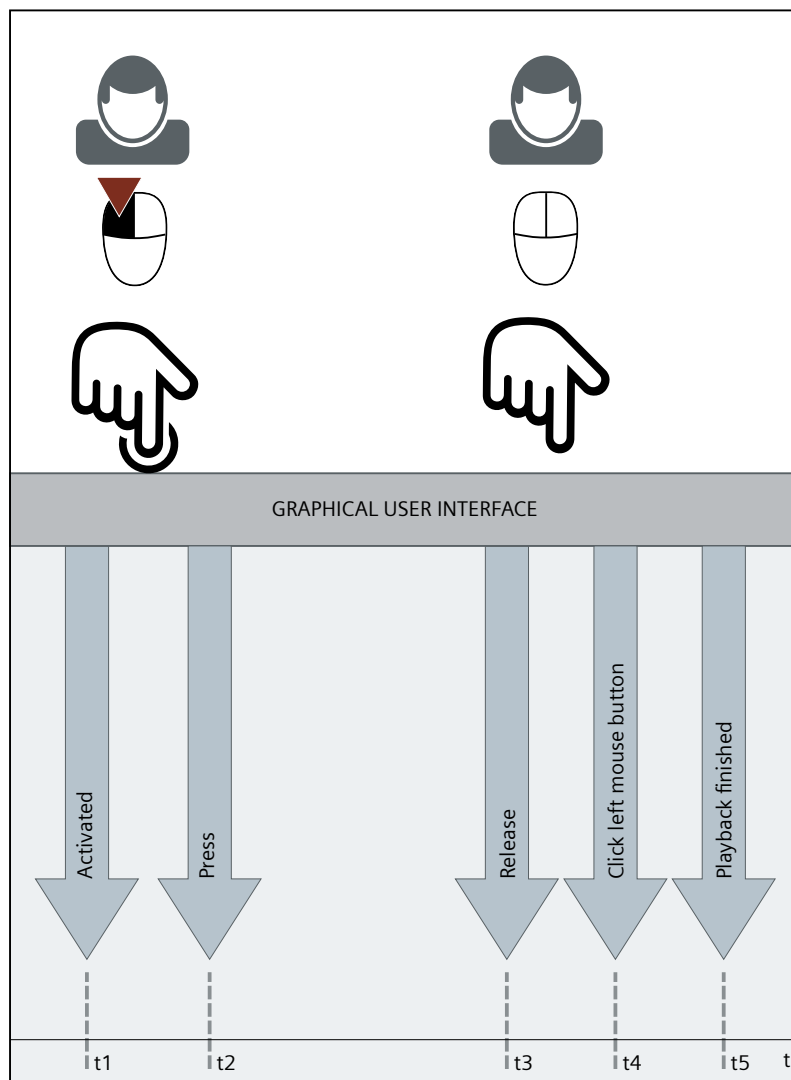 GRAPHICAL USER INTERFACE
Activated
Press
Release
Click left mouse button
Playback finished
t1
t2
t3
t4
t5
t